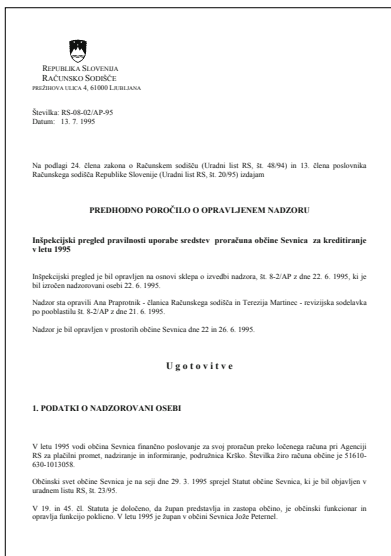 REPUBLIKA SLOVENIJA
RAČUNSKO SODIŠČE
PREŽIHOVA ULICA 4, 61000 LJUBLJANA
Številka: RS-08-02/AP-95
Datum: 13. 7. 1995
Na podlagi 24. člena zakona o Računskem sodišču (Uradni list RS, št. 48/94) in 13. člena poslovnika
Računskega sodišča Republike Slovenije (Uradni list RS, št. 20/95) izdajam
PREDHODNO POROČILO O OPRAVLJENEM NADZORU
Inšpekcijski pregled pravilnosti uporabe sredstev proračuna občine Sevnica za kreditiranje
v letu 1995
Inšpekcijski pregled je bil opravljen na osnovi sklepa o izvedbi nadzora, št. 8-2/AP z dne 22. 6. 1995, ki je
bil izročen nadzorovani osebi 22. 6. 1995.
Nadzor sta opravili Ana Praprotnik - članica Računskega sodišča in Terezija Martinec - revizijska sodelavka
po pooblastilu št. 8-2/AP z dne 21. 6. 1995.
Nadzor je bil opravljen v prostorih občine Sevnica dne 22 in 26. 6. 1995.
U g o t o v i t v e
1. PODATKI O NADZOROVANI OSEBI
V letu 1995 vodi občina Sevnica finančno poslovanje za svoj proračun preko ločenega računa pri Agenciji
RS za plačilni promet, nadziranje in informiranje, podružnica Krško. Številka žiro računa občine je 51610-
630-1013058.
Občinski svet občine Sevnica je na seji dne 29. 3. 1995 sprejel Statut občine Sevnica, ki je bil objavljen v
uradnem listu RS, št. 23/95.
V 19. in 45. čl. Statuta je določeno, da župan predstavlja in zastopa občino, je občinski funkcionar in
opravlja funkcijo poklicno. V letu 1995 je župan v občini Sevnica Jože Peternel.